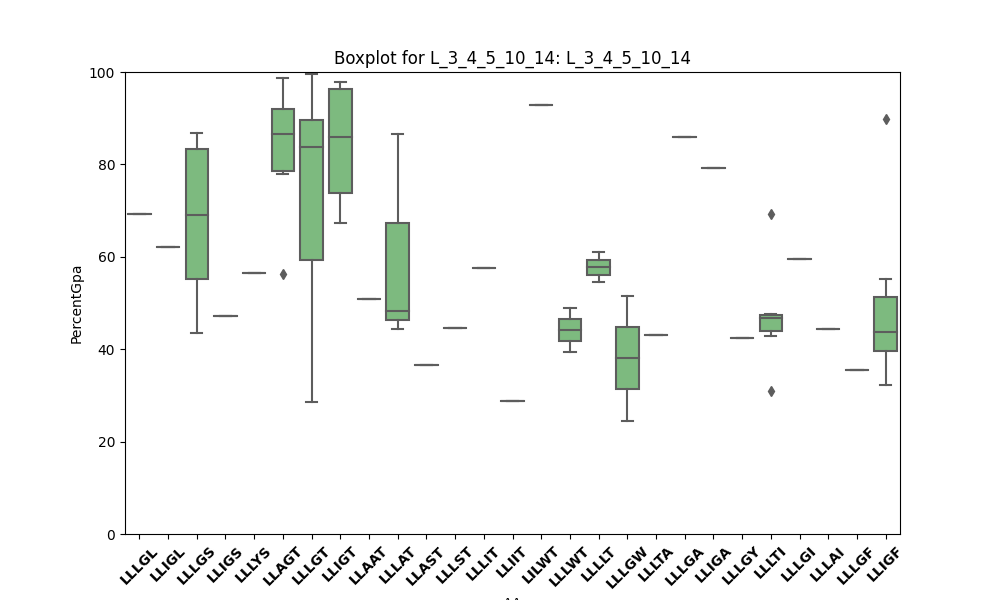 Boxplot for L_3_4_5_10_14: L_3_4_5_10_14
PercentGpa
100
80
60
40
20
0
LLLGL
LLIGL
LLLGS
LLIGS
LLLYS
LLAGT
LLLGT
LLIGT
LLAAT
LLLAT
LLAST
LLLST
LLLIT
LLIIT
LILWT
LLLWT
LLLLT
LLLGW
LLLTA
LLLGA
LLIGA
LLLGY
LLLTI
LLLGI
LLLAI
LLLGF
LLIGF